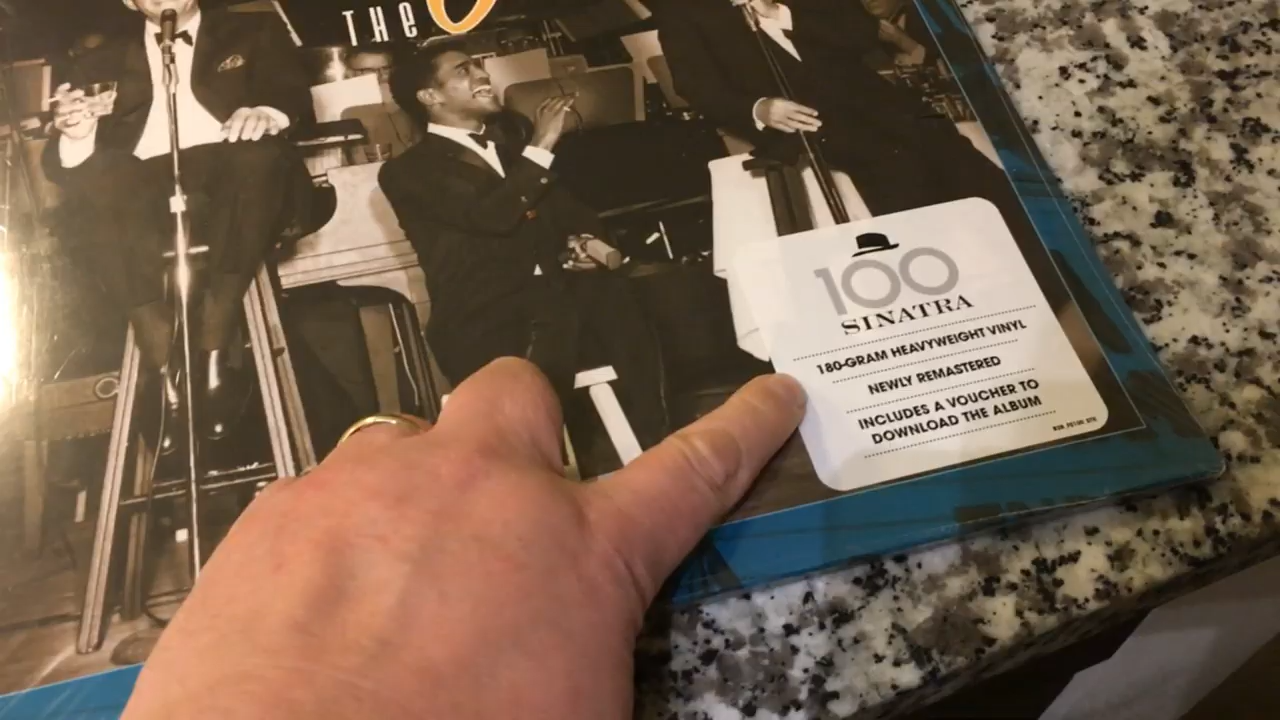 THE
100
SINATRA
180-GRAM HEAVYWEIGHT VINYL
NEWLY REMASTERED
INCLUDES A VOUCHER TO
DOWNLOAD THE ALBUM